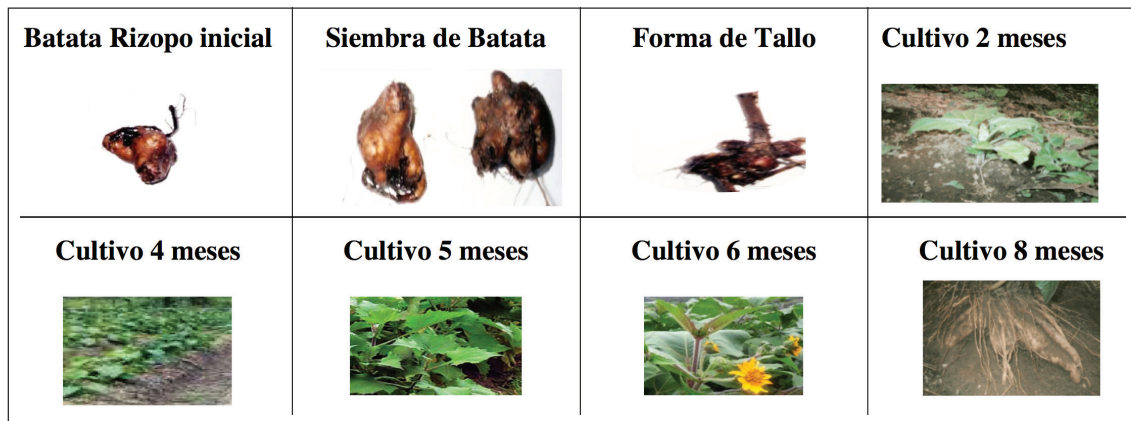 Batata Rizopo inicial
Siembra de Batata
Forma de Tallo
Cultivo 2 meses
Cultivo 4 meses
Cultivo 5 meses
Cultivo 6 meses
Cultivo 8 meses